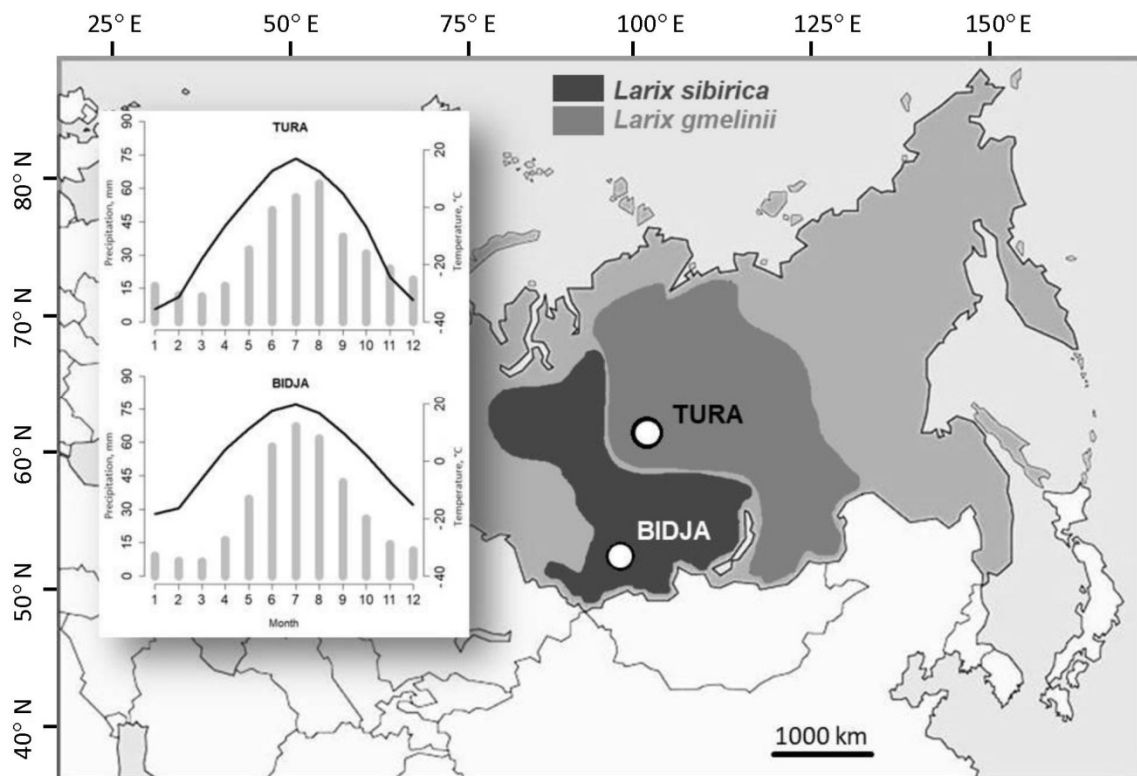 25° E 50° E 75° E 100° E 125° E 150° E
80° N
70° N
60° N
50° N
40° N
Larix sibirica
Larix gmelinii
TURA
90
75
60
45
30
15
0
Precipitation, mm
20
0
-20
-40
Temperature, °C
1 2 3 4 5 6 7 8 9 10 11 12
BIDJA
90
75
60
45
30
15
0
Precipitation, mm
20
0
-20
-40
Temperature, °C
1 2 3 4 5 6 7 8 9 10 11 12
Month
TURA
BIDJA
1000 km